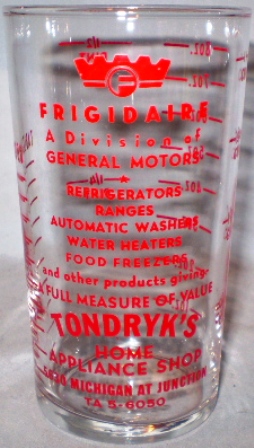 FRIGIDAIRE
A Division of
GENERAL MOTORS
REFRIGERATORS
RANGES
AUTOMATIC WASHERS
WATER HEATERS
FOOD FREEZERS
and other products giving
A FULL MEASURE OF VALUE
TONDRYK'S
HOME
APPLIANCE SHOP
5620 MICHIGAN AT JUNCTION
TA 5-6050